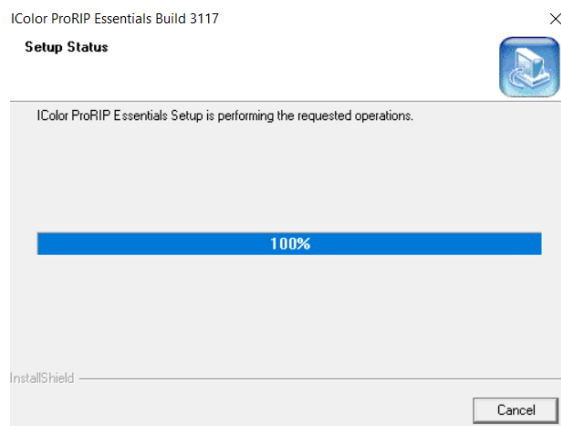 IColor ProRIP Essentials Build 3117
Setup Status
IColor ProRIP Essentials Setup is performing the requested operations.
100%
InstallShield
Cancel